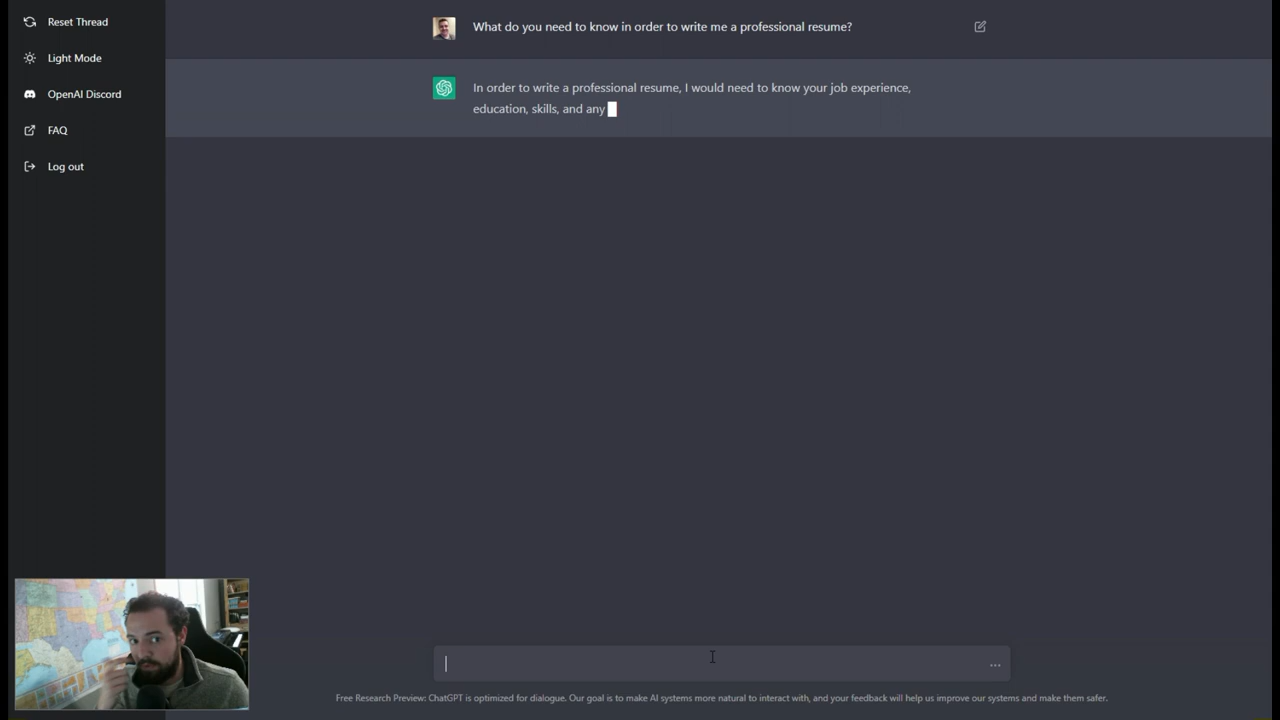 Reset Thread
Light Mode
OpenAI Discord
FAQ
Log out
What do you need to know in order to write me a professional resume?
In order to write a professional resume, I would need to know your job experience,
education, skills, and any
Free Research Preview: ChatGPT is optimized for dialogue. Our goal is to make AI systems more natural to interact with, and your feedback will help us improve our systems and make them safer.